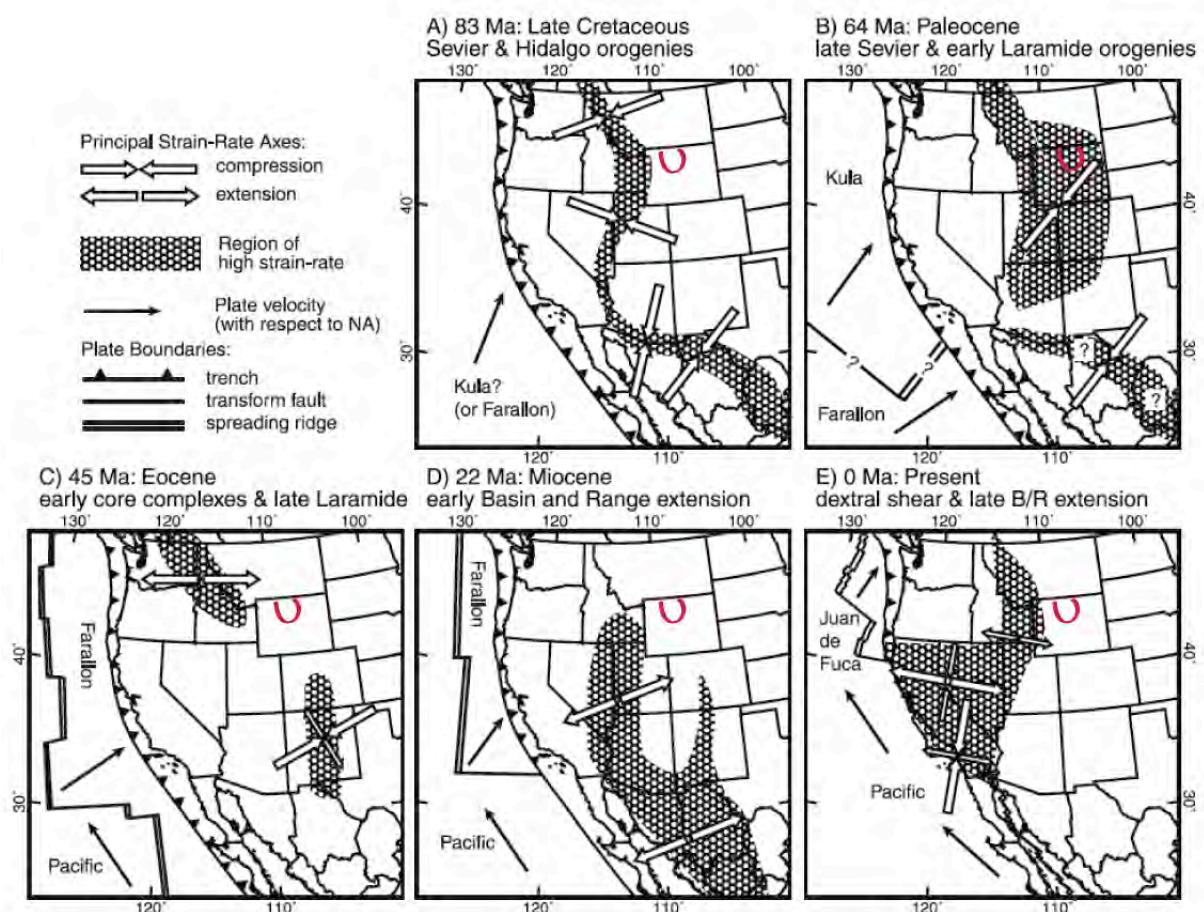 A) 83 Ma: Late Cretaceous
Sevier & Hidalgo orogenies
130° 120° 110° 100°
B) 64 Ma: Paleocene
late Sevier & early Laramide orogenies
130° 120° 110° 100°
Principal Strain-Rate Axes:
compression
extension
Region of
high strain-rate
Plate velocity
(with respect to NA)
Plate Boundaries:
trench
transform fault
spreading ridge
40°
30°
Kula?
(or Farallon)
120° 110°
Kula
40°
30°
?
?
?
?
Farallon
120° 110°
C) 45 Ma: Eocene
early core complexes & late Laramide
130° 120° 110° 100°
D) 22 Ma: Miocene
early Basin and Range extension
130° 120° 110° 100°
E) 0 Ma: Present
dextral shear & late B/R extension
130° 120° 110° 100°
40°
30°
Farallon
Pacific
120° 110°
Farallon
Pacific
120° 110°
Juan
de
Fuca
Pacific
40°
30°
120° 110°